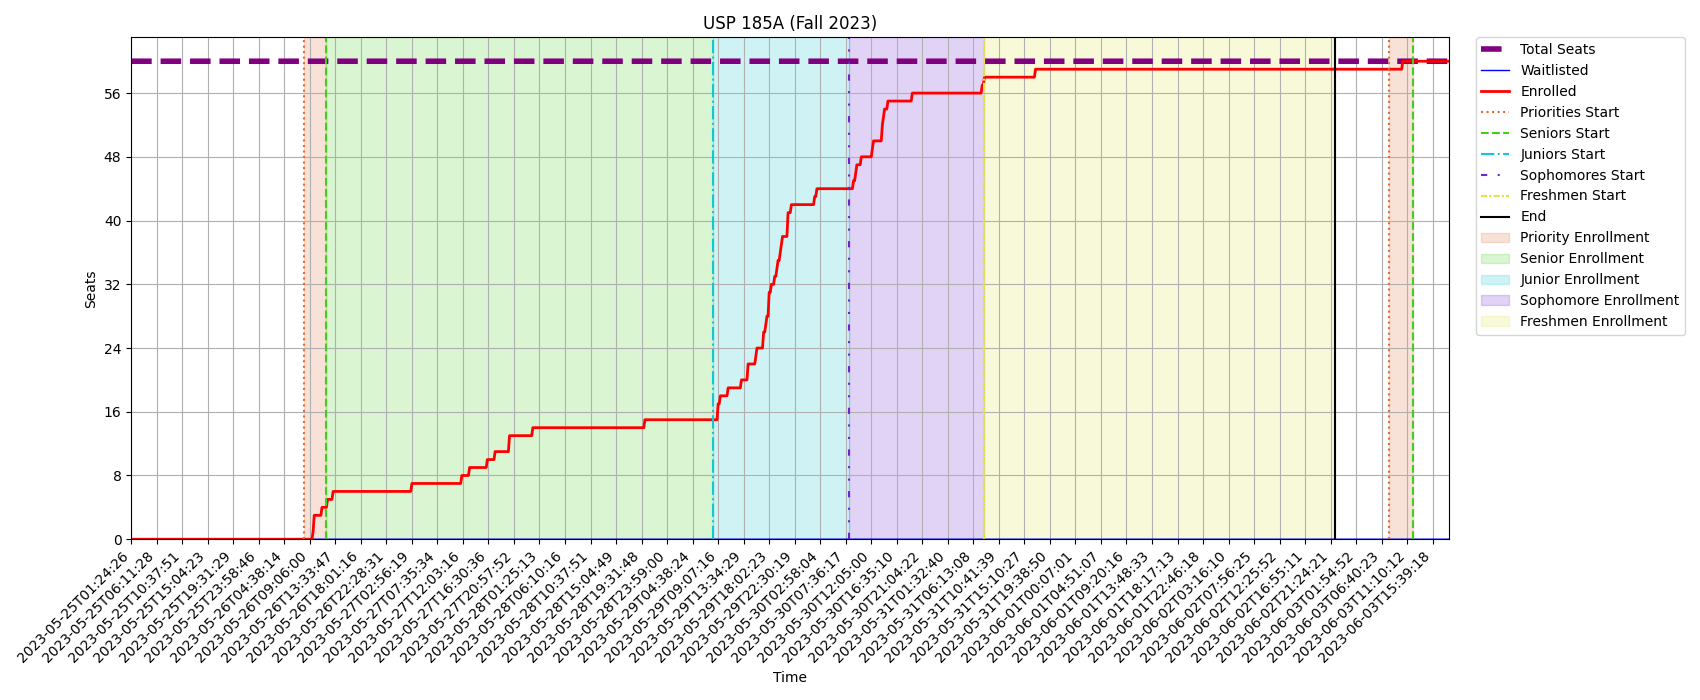 USP 185A (Fall 2023)
Seats
56
48
40
32
24
16
8
0
2023-05-25T01:24:26
2023-05-25T06:11:28
2023-05-25T10:37:51
2023-05-25T15:04:23
2023-05-25T19:31:29
2023-05-25T23:58:46
2023-05-26T04:38:14
2023-05-26T09:06:00
2023-05-26T13:33:47
2023-05-26T18:01:16
2023-05-26T22:28:31
2023-05-27T02:56:19
2023-05-27T07:35:34
2023-05-27T12:03:16
2023-05-27T16:30:36
2023-05-27T20:57:52
2023-05-28T01:25:13
2023-05-28T06:10:16
2023-05-28T10:37:51
2023-05-28T15:04:49
2023-05-28T19:31:48
2023-05-28T23:59:00
2023-05-29T04:38:24
2023-05-29T09:07:16
2023-05-29T13:34:29
2023-05-29T18:02:23
2023-05-29T22:30:19
2023-05-30T02:58:04
2023-05-30T07:36:17
2023-05-30T12:05:00
2023-05-30T16:35:10
2023-05-30T21:04:22
2023-05-31T01:32:40
2023-05-31T06:13:08
2023-05-31T10:41:39
2023-05-31T15:10:27
2023-05-31T19:38:50
2023-06-01T00:07:01
2023-06-01T04:51:07
2023-06-01T09:20:16
2023-06-01T13:48:33
2023-06-01T18:17:13
2023-06-01T22:46:18
2023-06-02T03:16:10
2023-06-02T07:56:25
2023-06-02T12:25:52
2023-06-02T16:55:11
2023-06-02T21:24:21
2023-06-03T01:54:52
2023-06-03T06:40:23
2023-06-03T11:10:12
2023-06-03T15:39:18
Time
Total Seats
Waitlisted
Enrolled
Priorities Start
Seniors Start
Juniors Start
Sophomores Start
Freshmen Start
End
Priority Enrollment
Senior Enrollment
Junior Enrollment
Sophomore Enrollment
Freshmen Enrollment